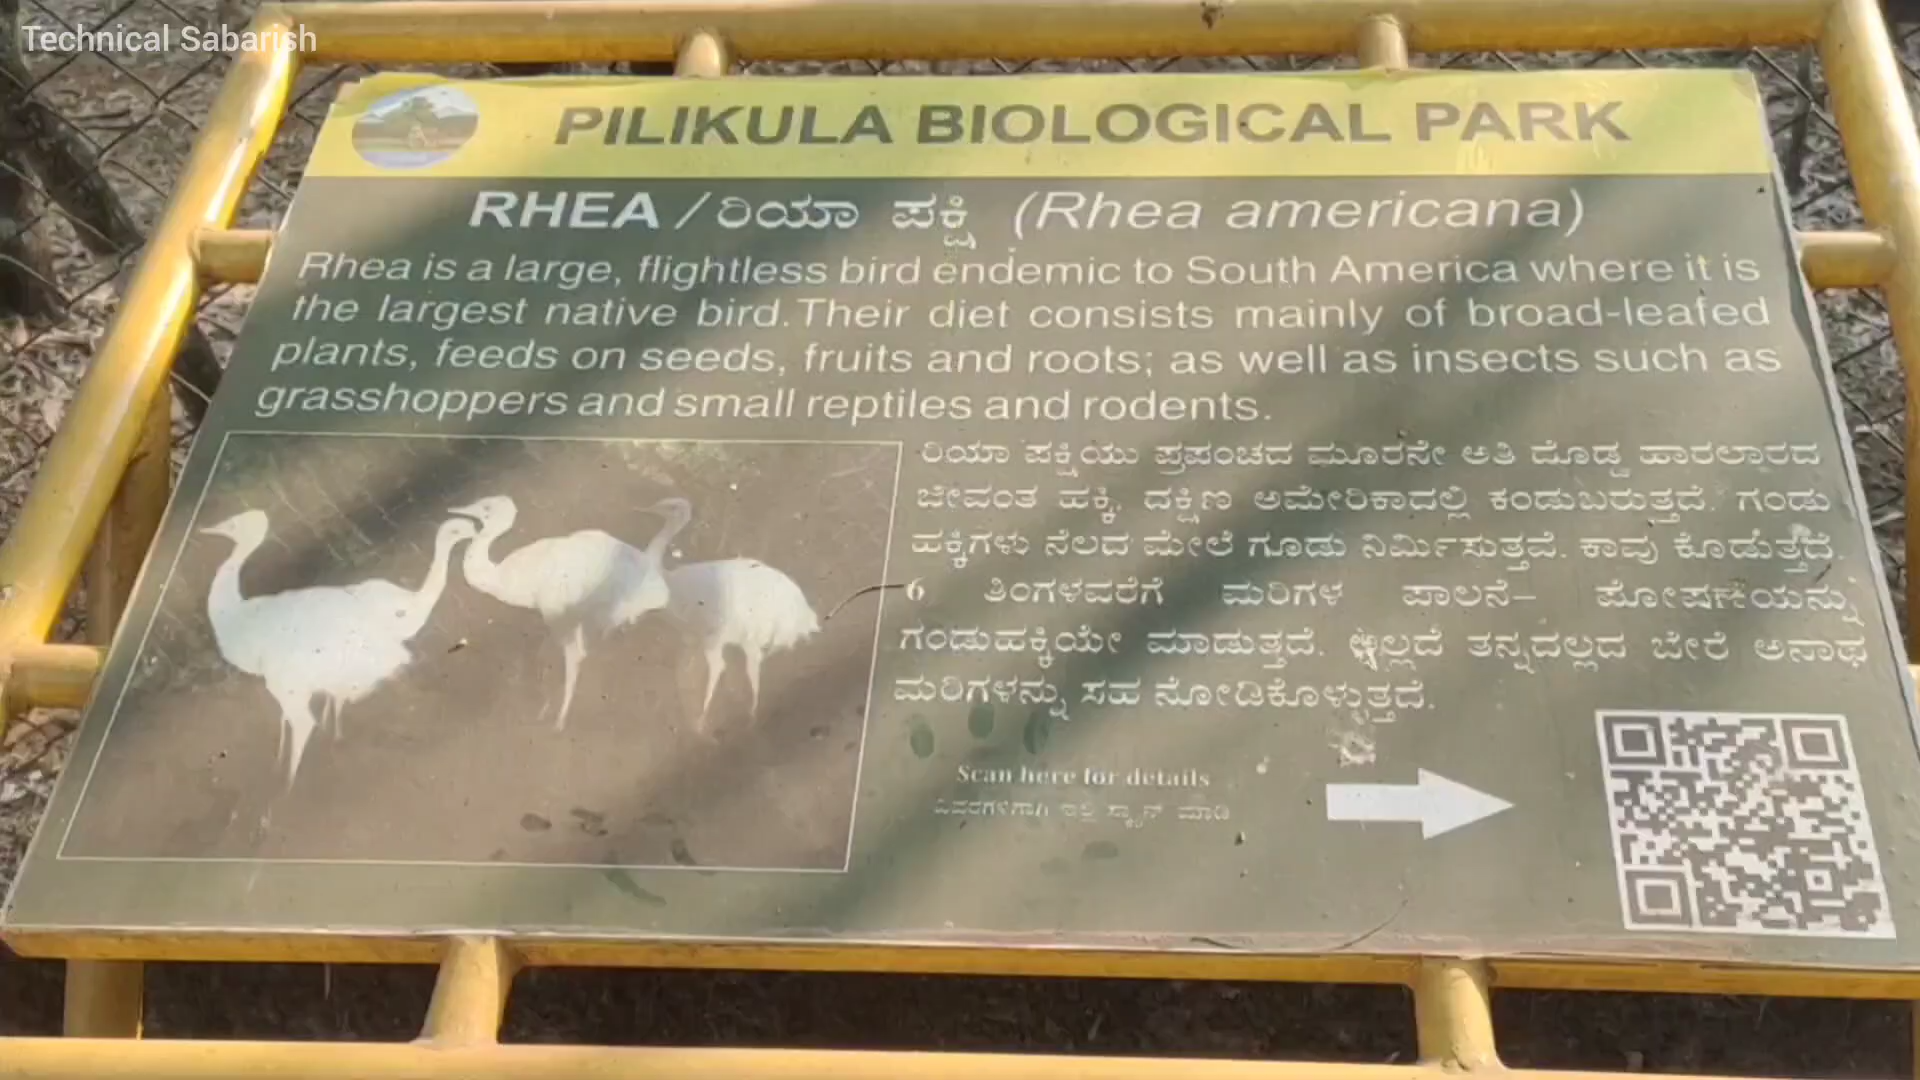 Technical Sabarish
PILIKULA BIOLOGICAL PARK
RHEA / ರಿಯಾ ಪಕ್ಷಿ (Rhea americana)
Rhea is a large, flightless bird endemic to South America where it is
the largest native bird. Their diet consists mainly of broad-leafed
plants, feeds on seeds, fruits and roots; as well as insects such as
grasshoppers and small reptiles and rodents.
ರಿಯಾ ಪಕ್ಷಿಯು ಪ್ರಪಂಚದ ಮೂರನೇ ಅತಿ ದೊಡ್ಡ ಹಾರಲಾರದ
ಜೀವಂತ ಹಕ್ಕಿ. ದಕ್ಷಿಣ ಅಮೇರಿಕಾದಲ್ಲಿ ಕಂಡುಬರುತ್ತದೆ. ಗಂಡು
ಹಕ್ಕಿಗಳು ನೆಲದ ಮೇಲೆ ಗೂಡು ನಿರ್ಮಿಸುತ್ತವೆ. ಕಾವು ಕೊಡುತ್ತದೆ.
6 ತಿಂಗಳವರೆಗೆ ಮರಿಗಳ ಪಾಲನೆ– ಪೋಷಣೆಯನ್ನು
ಗಂಡುಹಕ್ಕಿಯೇ ಮಾಡುತ್ತದೆ. ಅಲ್ಲದೆ ತನ್ನದಲ್ಲದ ಬೇರೆ ಅನಾಥ
ಮರಿಗಳನ್ನು ಸಹ ನೋಡಿಕೊಳ್ಳುತ್ತದೆ.
Scan here for details
ವಿವರಗಳಿಗಾಗಿ ಇಲ್ಲಿ ಸ್ಕ್ಯಾನ್ ಮಾಡಿ